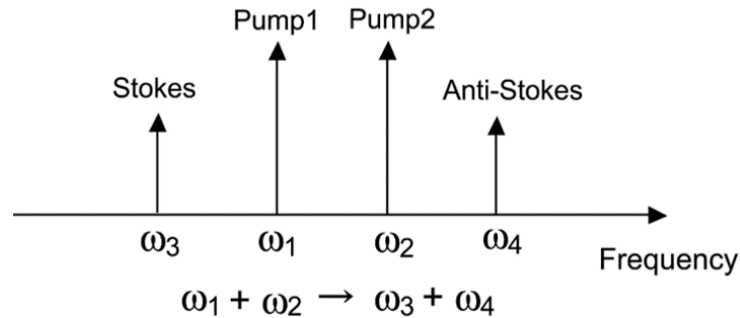 Pump1 Pump2
Stokes Anti-Stokes
ω3 ω1 ω2 ω4
Frequency
ω1 + ω2 → ω3 + ω4